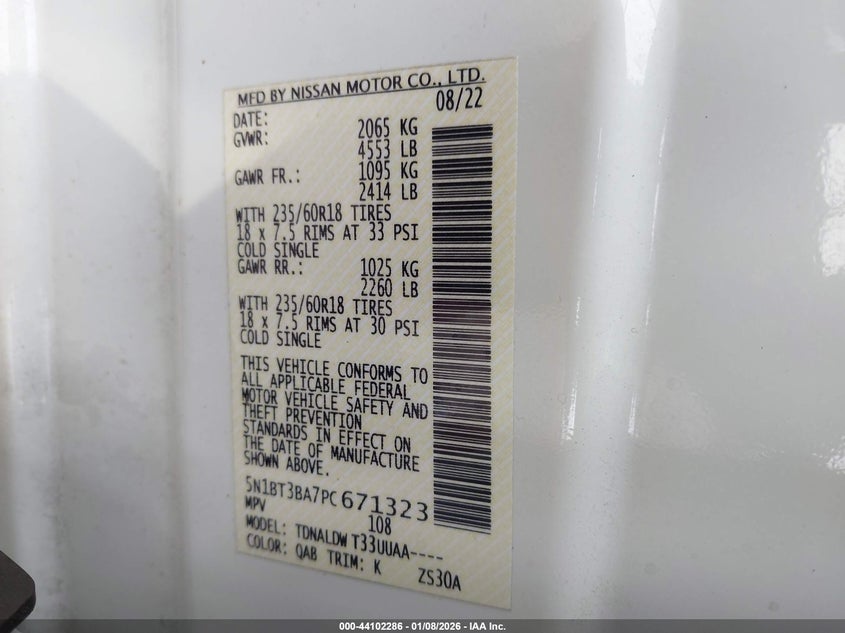 MFD BY NISSAN MOTOR CO., LTD.
DATE: 08/22
GVWR: 2065 KG
4553 LB
GAWR FR.: 1095 KG
2414 LB
WITH 235/60R18 TIRES
18 x 7.5 RIMS AT 33 PSI
COLD SINGLE
GAWR RR.: 1025 KG
2260 LB
WITH 235/60R18 TIRES
18 x 7.5 RIMS AT 30 PSI
COLD SINGLE
THIS VEHICLE CONFORMS TO
ALL APPLICABLE FEDERAL
MOTOR VEHICLE SAFETY AND
THEFT PREVENTION
STANDARDS IN EFFECT ON
THE DATE OF MANUFACTURE
SHOWN ABOVE.
5N1BT3BA7PC671323
MPV 108
MODEL: TDNALDW T33UUAA----
COLOR: QAB TRIM: K ZS30A
000-44102286 - 01/08/2026 - IAA Inc.